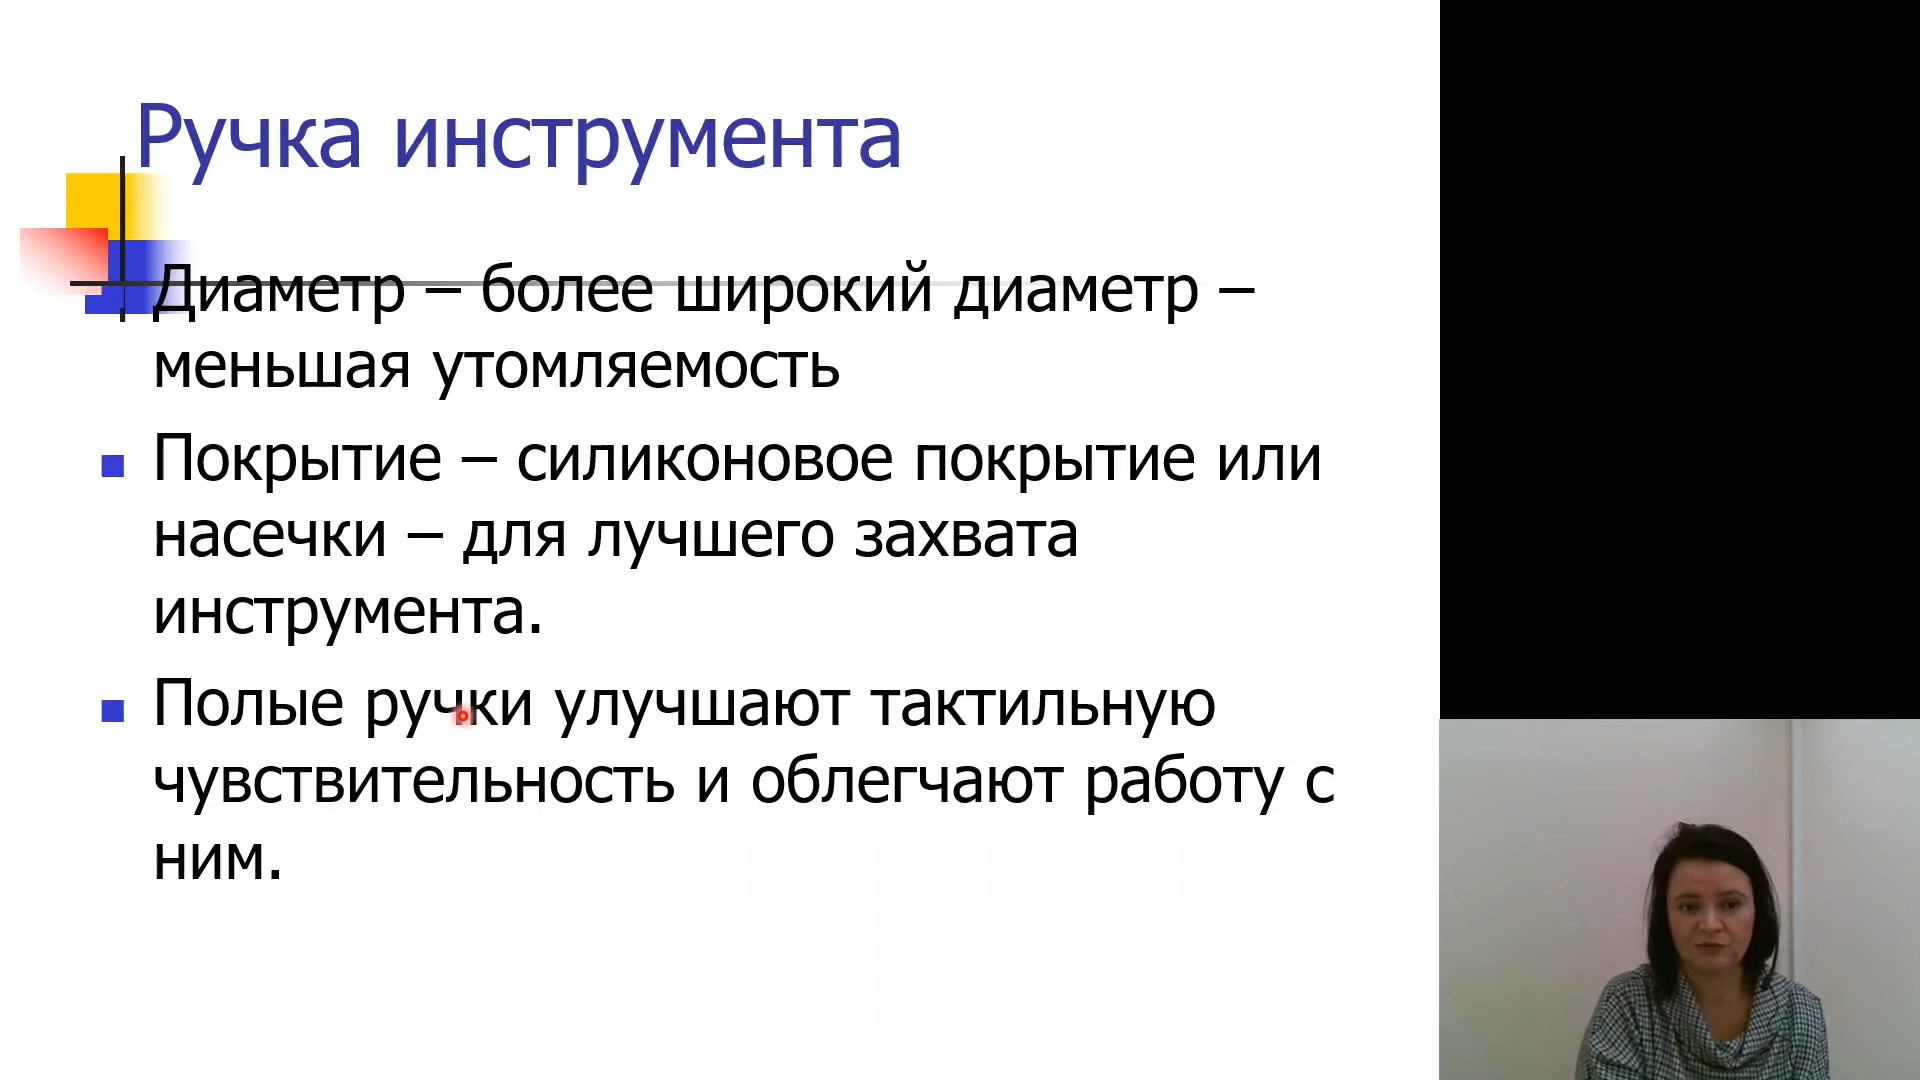 Ручка инструмента
Диаметр – более широкий диаметр –
меньшая утомляемость
Покрытие – силиконовое покрытие или
насечки – для лучшего захвата
инструмента.
Полые ручки улучшают тактильную
чувствительность и облегчают работу с
ним.